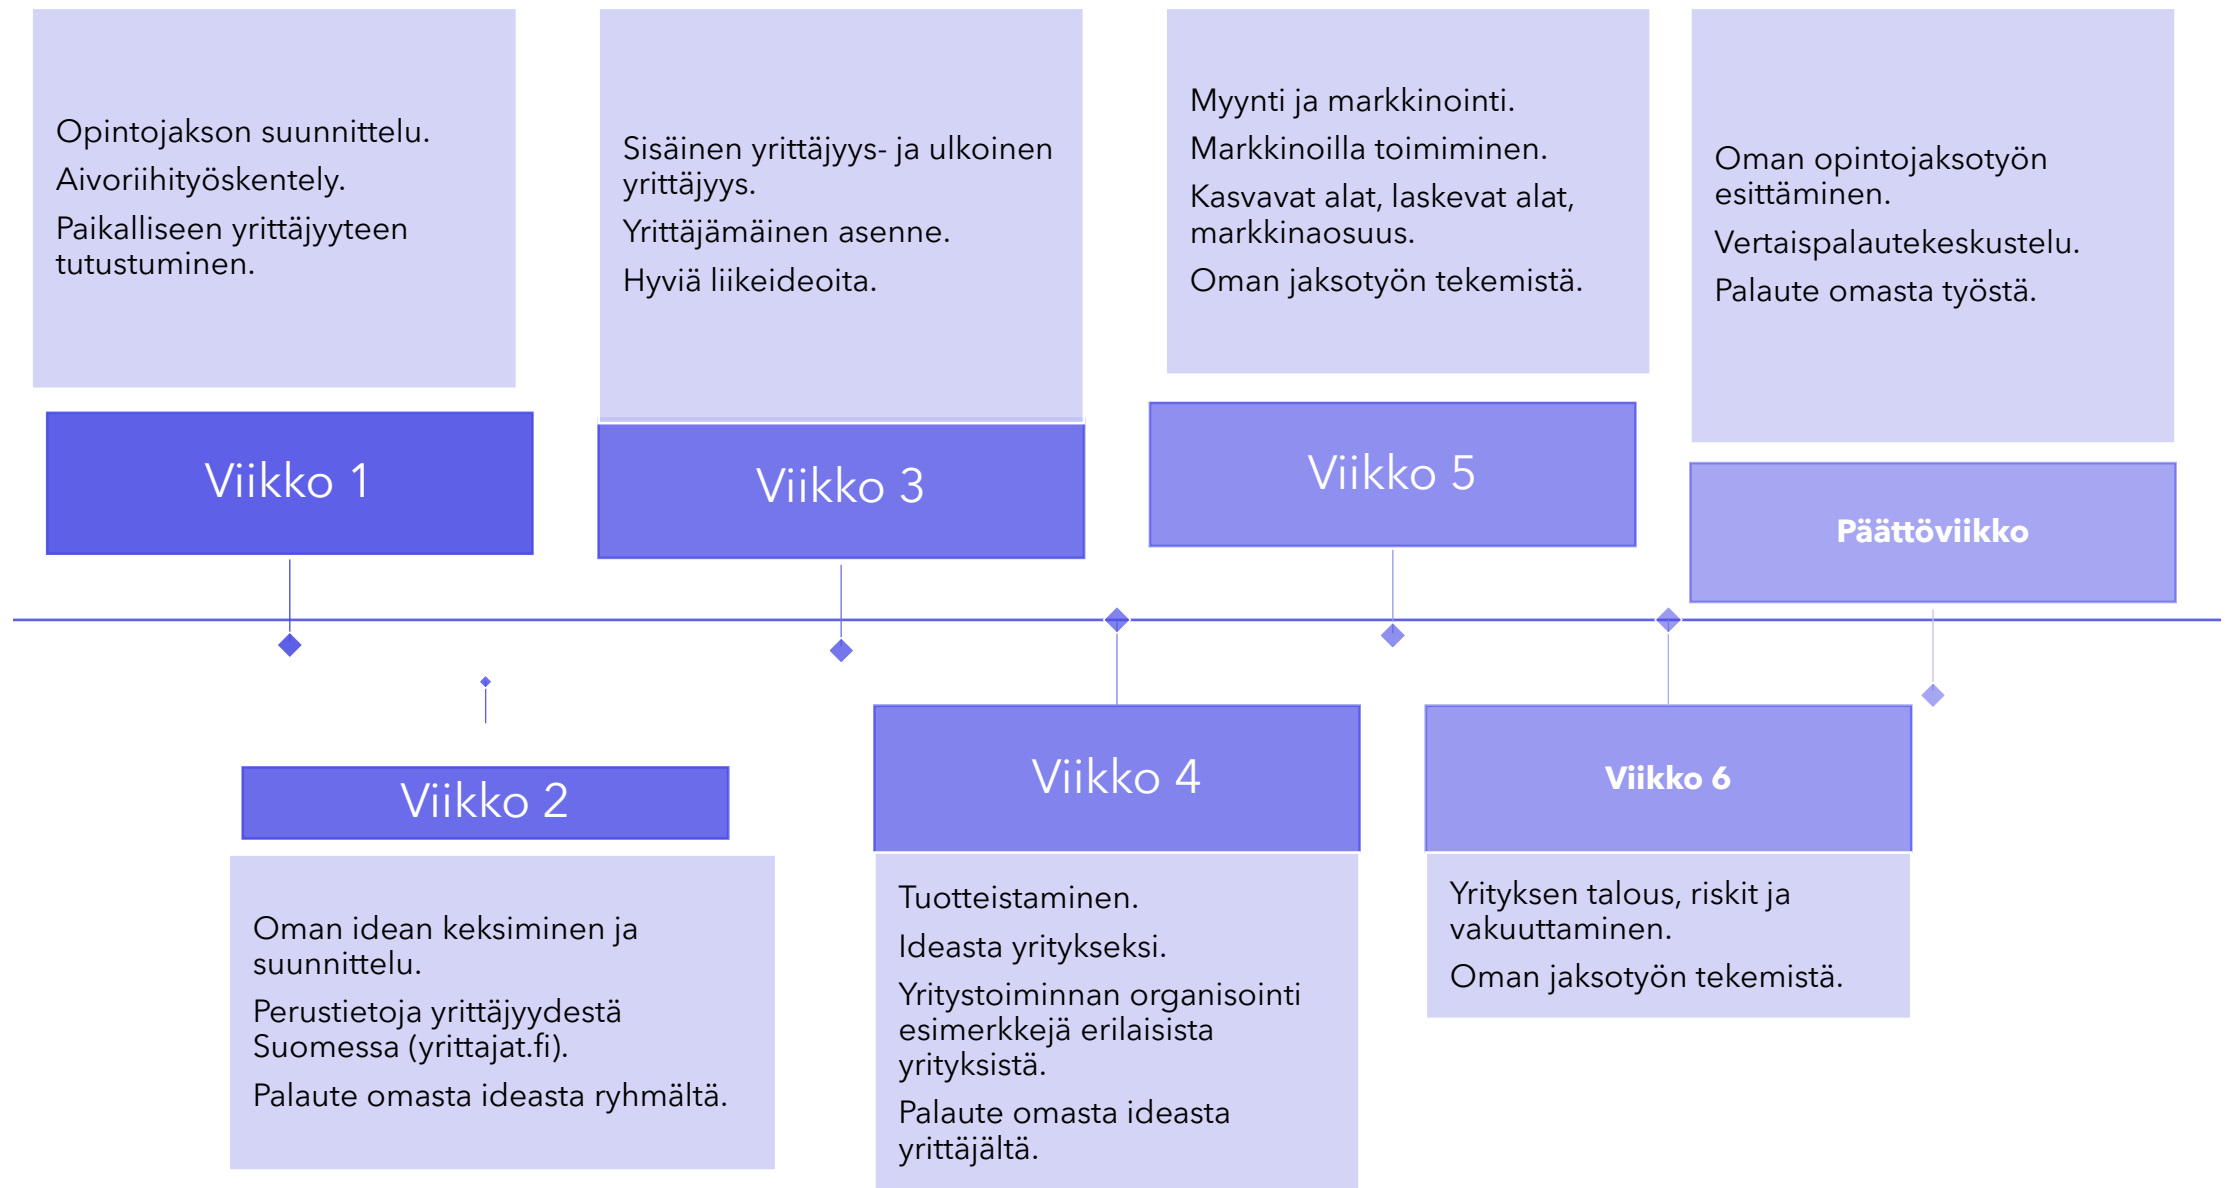 Opintojakson suunnittelu.
Aivoriihityöskentely.
Paikalliseen yrittäjyyteen
tutustuminen.
Viikko 1
Oman idean keksiminen ja
suunnittelu.
Perustietoja yrittäjyydestä
Suomessa (yrittajat.fi).
Palaute omasta ideasta ryhmältä.
Viikko 2
Sisäinen yrittäjyys- ja ulkoinen
yrittäjyys.
Yrittäjämäinen asenne.
Hyviä liikeideoita.
Viikko 3
Tuotteistaminen.
Ideasta yritykseksi.
Yritystoiminnan organisointi
esimerkkejä erilaisista
yrityksistä.
Palaute omasta ideasta
yrittäjältä.
Viikko 4
Myynti ja markkinointi.
Markkinoilla toimiminen.
Kasvavat alat, laskevat alat,
markkinaosuus.
Oman jaksotyön tekemistä.
Viikko 5
Yrityksen talous, riskit ja
vakuuttaminen.
Oman jaksotyön tekemistä.
Viikko 6
Oman opintojaksotyön
esittäminen.
Vertaispalautekeskustelu.
Palaute omasta työstä.
Päättöviikko